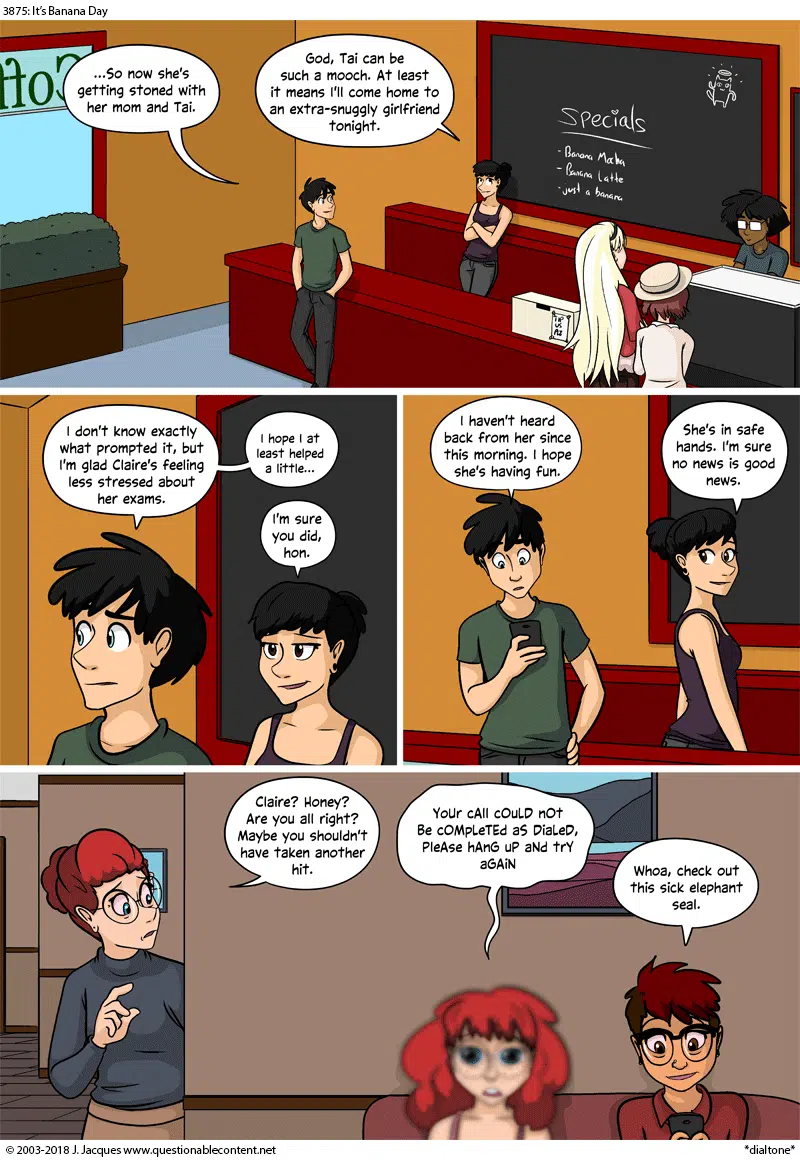 3875: It's Banana Day
...So now she's
getting stoned with
her mom and Tai.
God, Tai can be
such a mooch. At least
it means I'll come home to
an extra-snuggly girlfriend
tonight.
Specials
- Banana Mocha
- Banana Latte
- just a banana
TIP
US
PLS
I don't know exactly
what prompted it, but
I'm glad Claire's feeling
less stressed about
her exams.
I hope I at
least helped
a little...
I'm sure
you did,
hon.
I haven't heard
back from her since
this morning. I hope
she's having fun.
She's in safe
hands. I'm sure
no news is good
news.
Claire? Honey?
Are you all right?
Maybe you shouldn't
have taken another
hit.
YoUr cAll cOULD nOt
Be cOMpLeTED aS DiaLeD,
PleAse hAnG uP aNd trY
aGAiN
Whoa, check out
this sick elephant
seal.
© 2003-2018 J. Jacques www.questionablecontent.net
*dialtone*